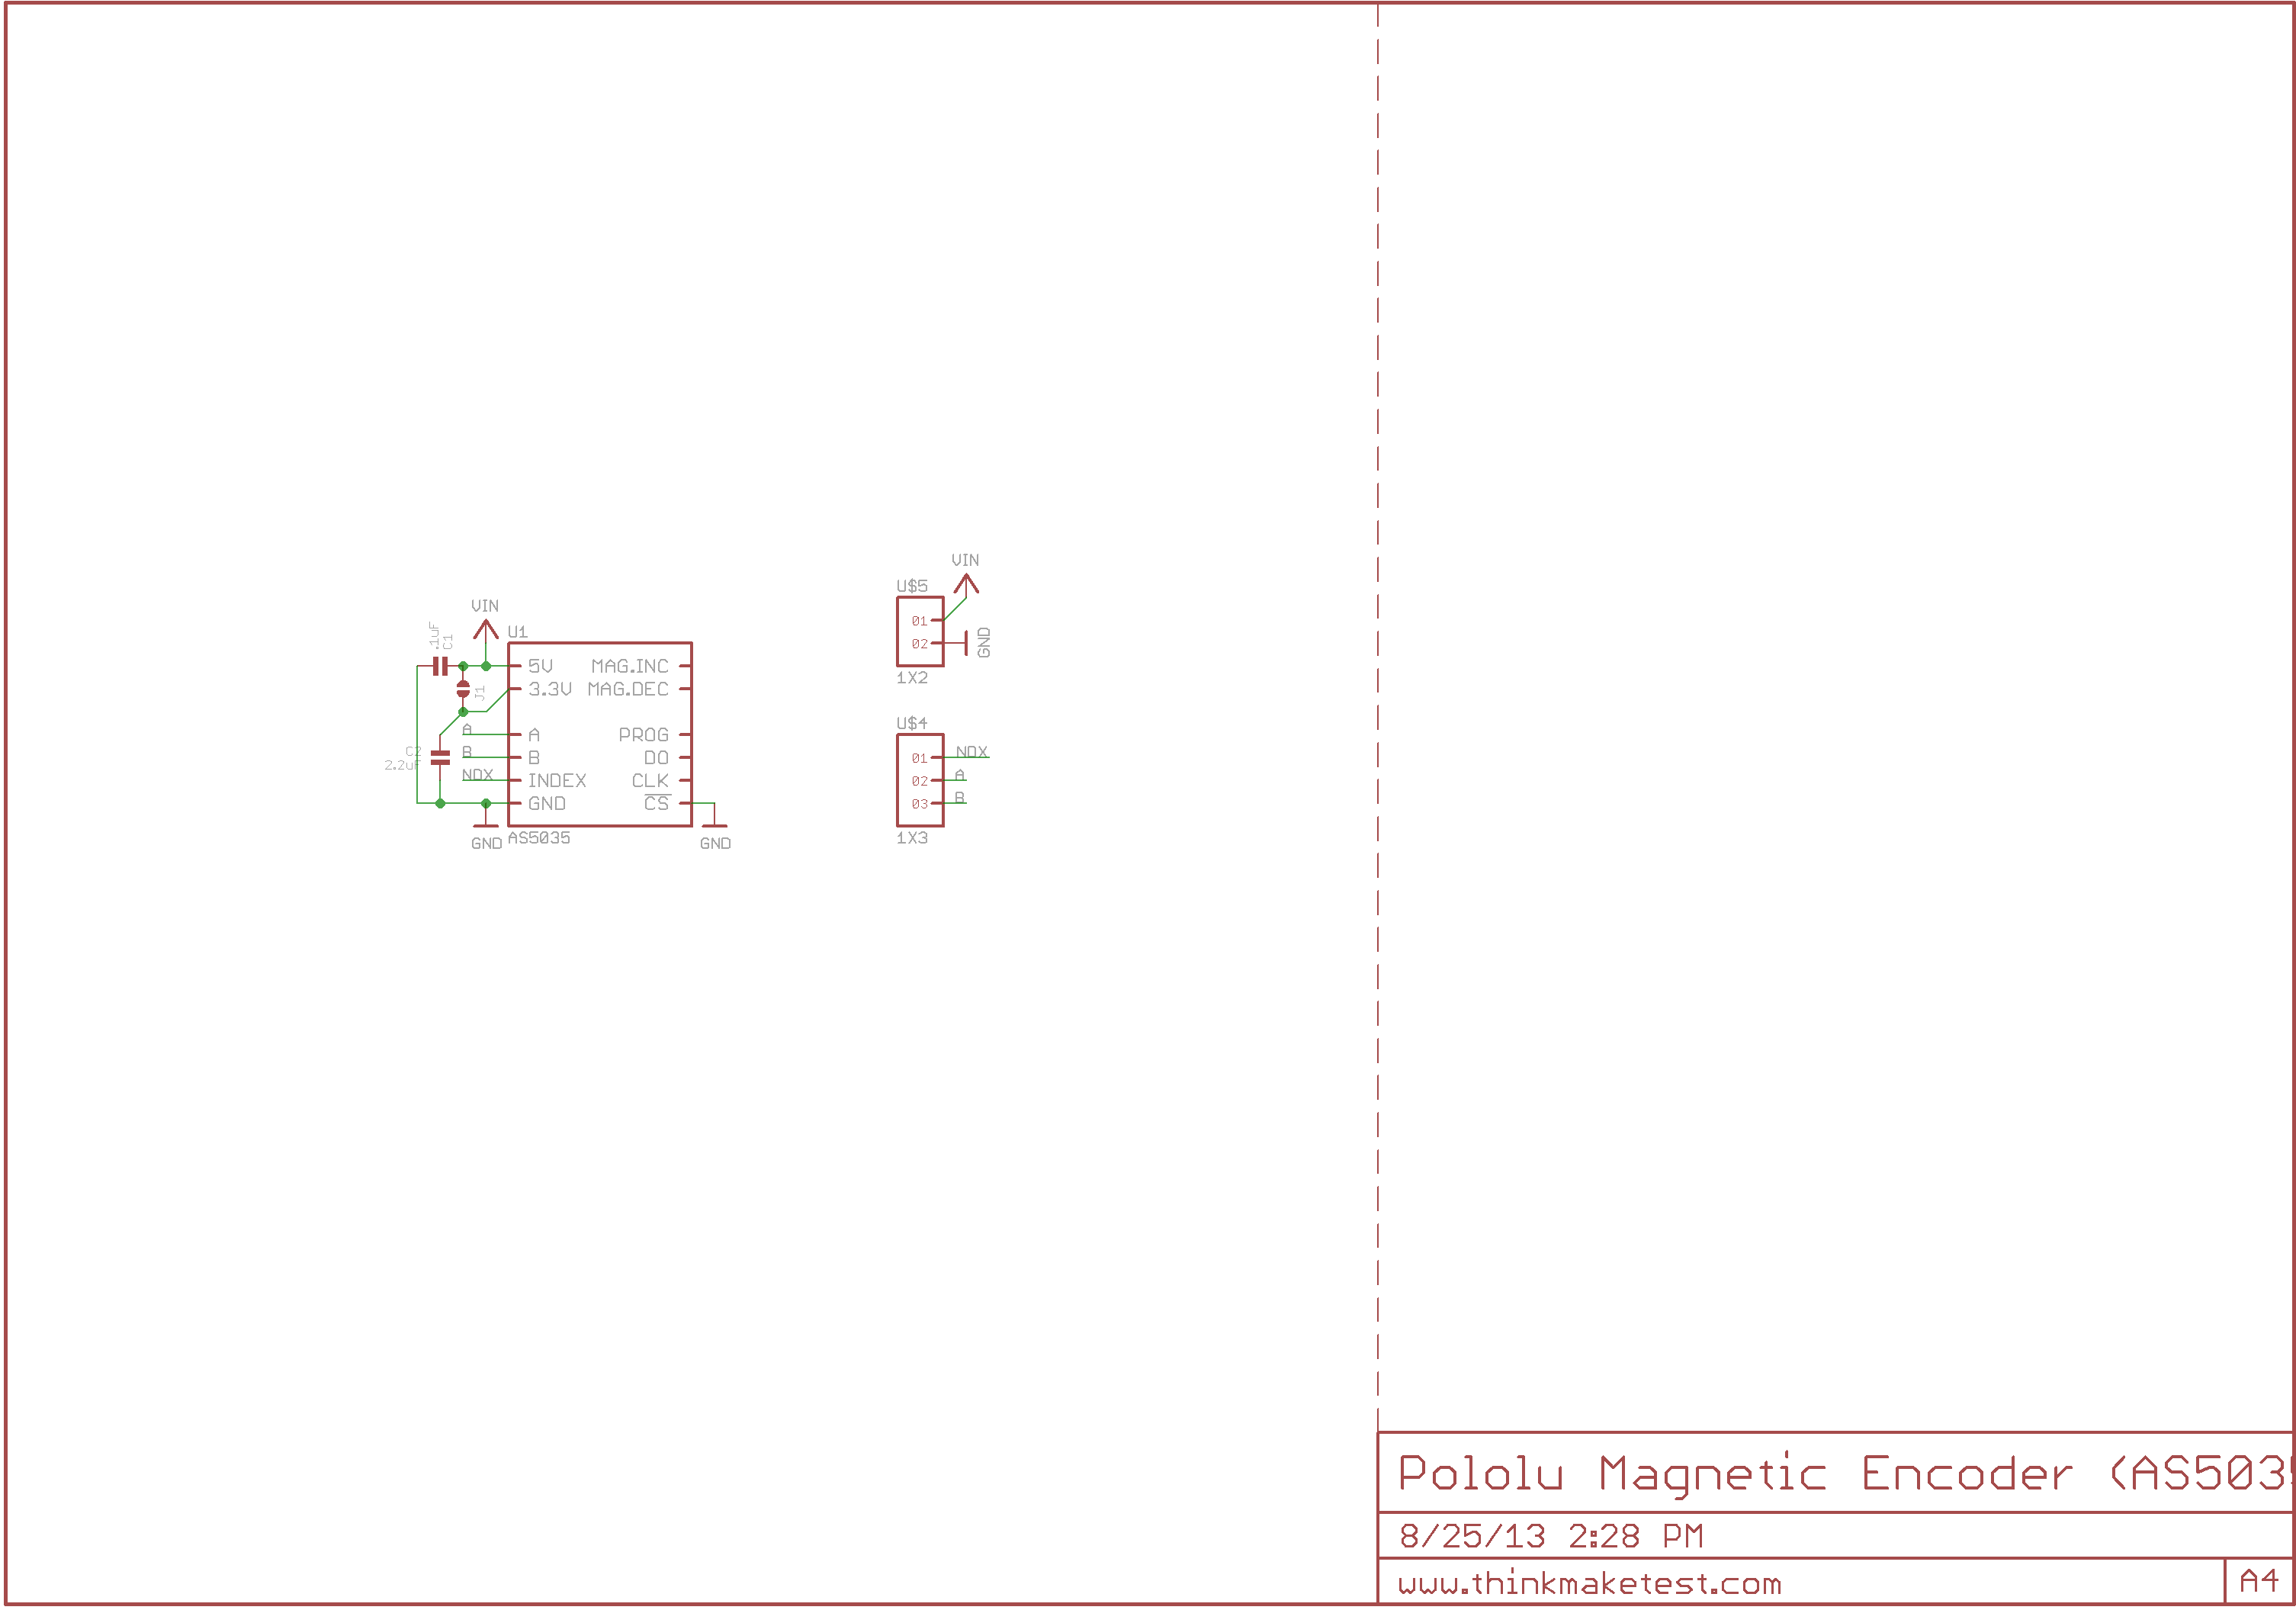 VIN
.1uF
C1
J1
C2
2.2uF
A
B
NDX
GND
U1
5V MAG.INC
3.3V MAG.DEC
A PROG
B DO
INDEX CLK
GND CS
AS5035
GND
VIN
U$5
01
02
GND
1X2
U$4
01 NDX
02 A
03 B
1X3
Pololu Magnetic Encoder (AS503
8/25/13 2:28 PM
www.thinkmaketest.com
A4